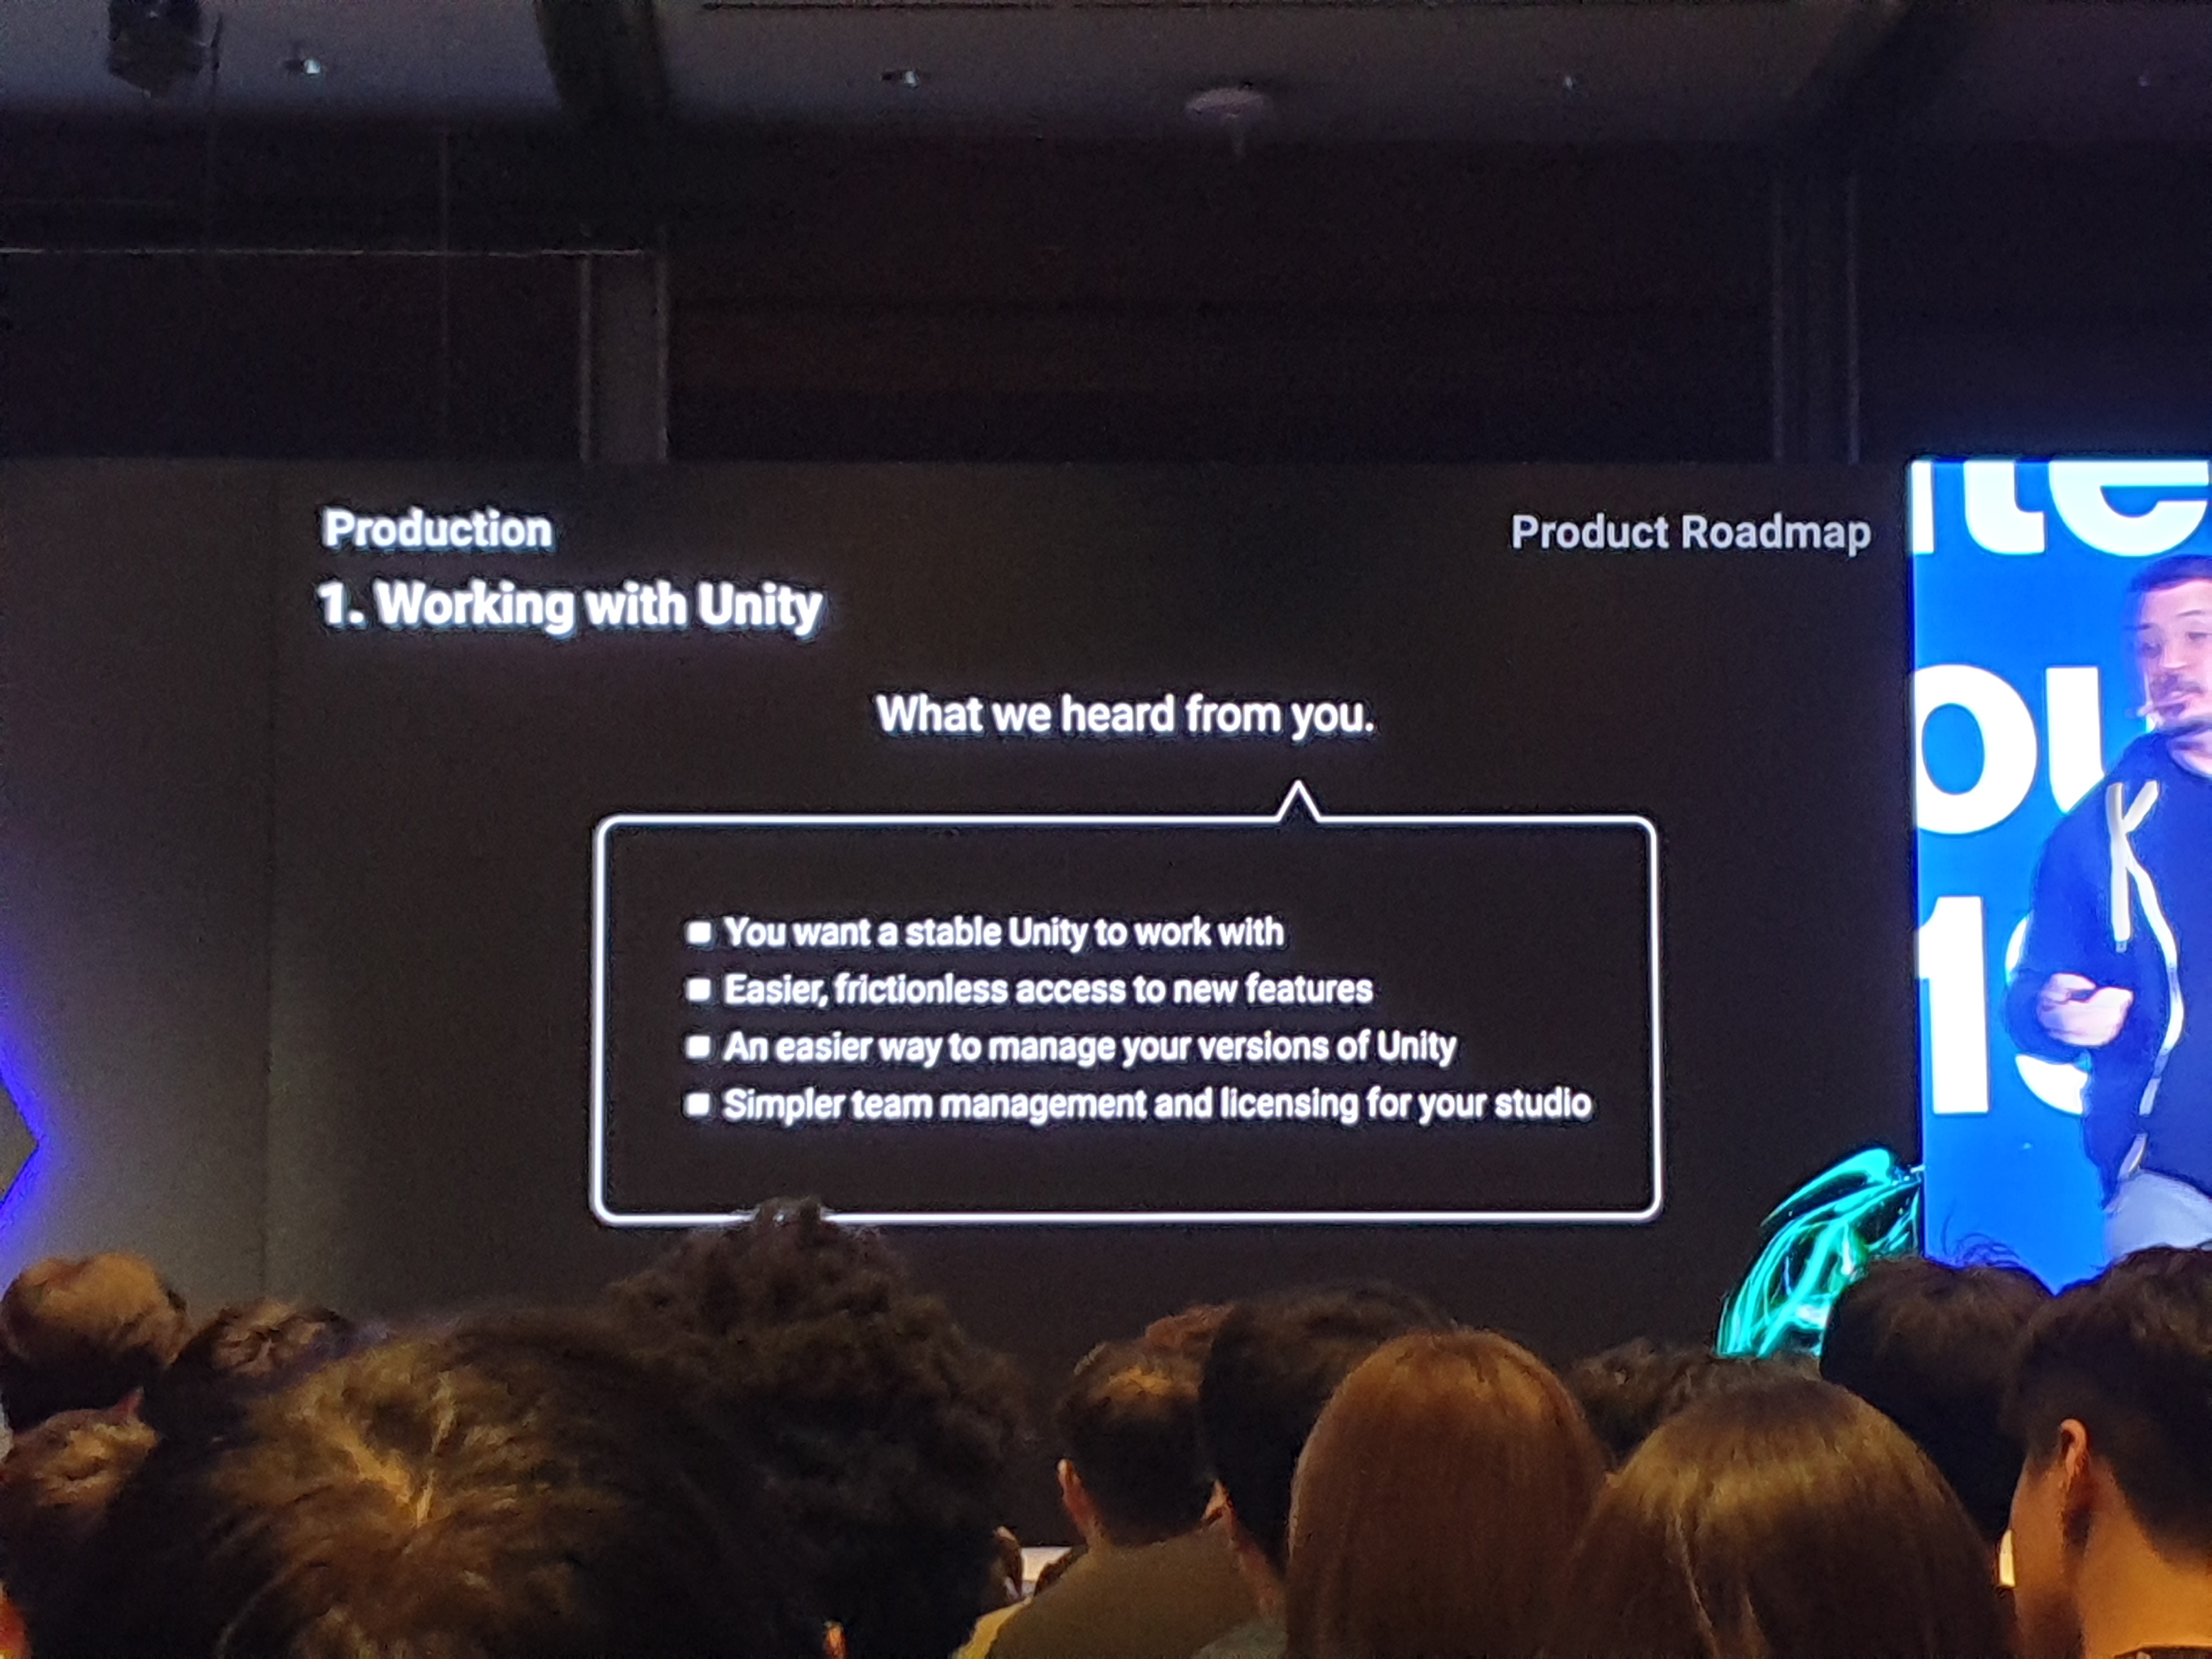 Production
Product Roadmap
1. Working with Unity
What we heard from you.
▪ You want a stable Unity to work with
▪ Easier, frictionless access to new features
▪ An easier way to manage your versions of Unity
▪ Simpler team management and licensing for your studio